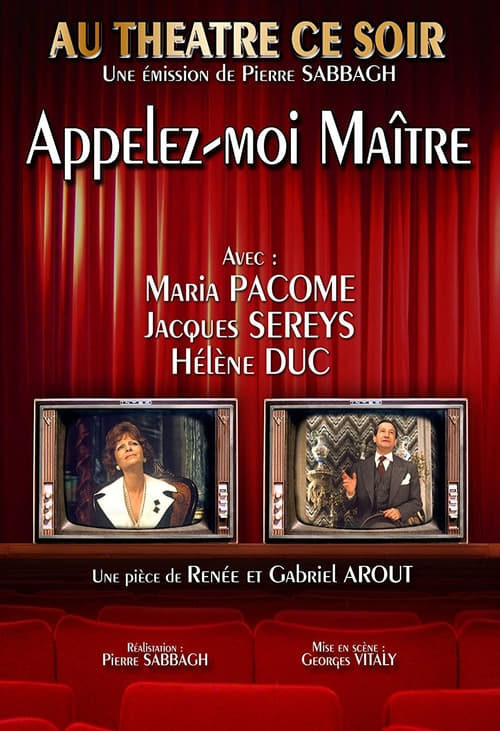 AU THEATRE CE SOIR
UNE ÉMISSION DE PIERRE SABBAGH
APPELEZ-MOI MAÎTRE
AVEC :
MARIA PACOME
JACQUES SEREYS
HÉLÈNE DUC
UNE PIÈCE DE RENÉE ET GABRIEL AROUT
RÉALISTATION :
PIERRE SABBAGH
MISE EN SCÈNE :
GEORGES VITALY